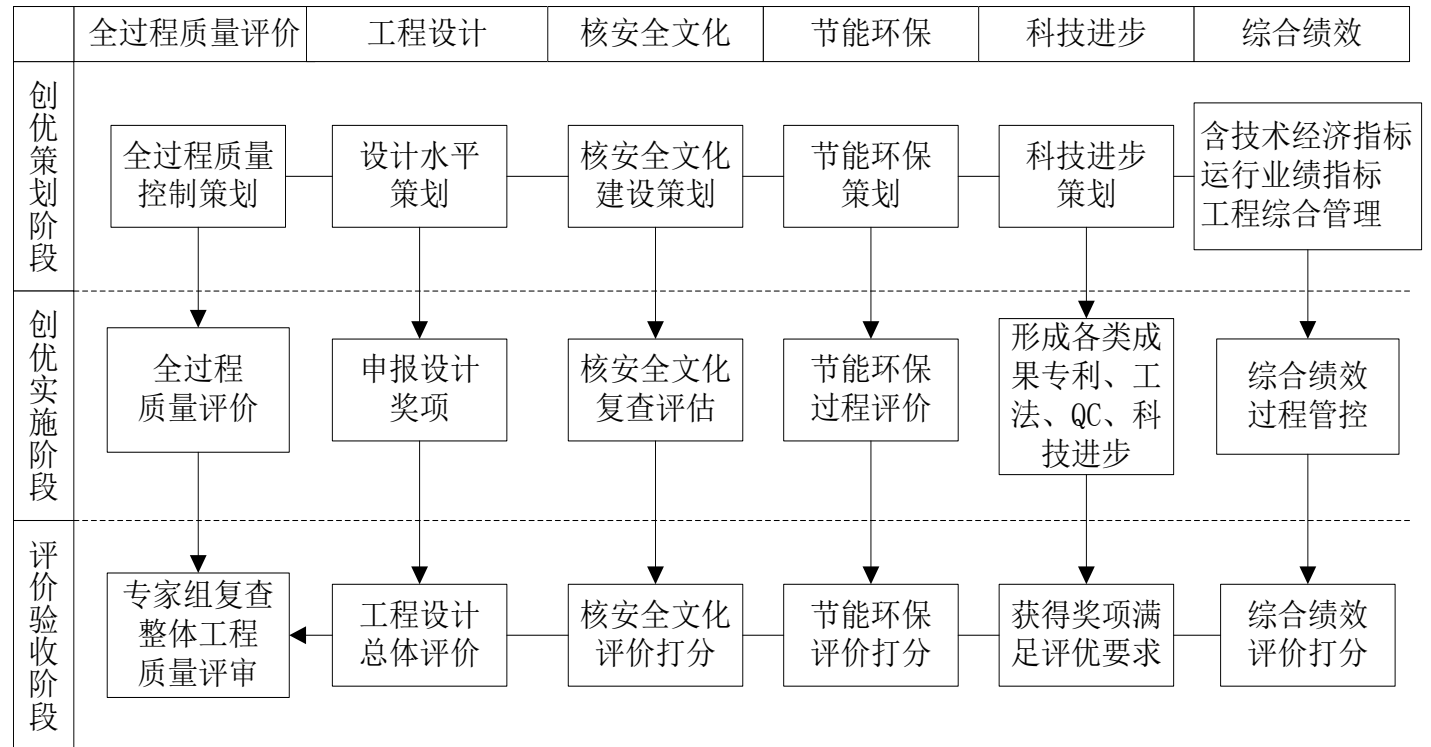 全过程质量评价
工程设计
核安全文化
节能环保
科技进步
综合绩效
创优策划阶段
全过程质量
控制策划
设计水平
策划
核安全文化
建设策划
节能环保
策划
科技进步
策划
含技术经济指标
运行业绩指标
工程综合管理
创优实施阶段
全过程
质量评价
申报设计
奖项
核安全文化
复查评估
节能环保
过程评价
形成各类成
果专利、工
法、QC、科
技进步
综合绩效
过程管控
评价验收阶段
专家组复查
整体工程
质量评审
工程设计
总体评价
核安全文化
评价打分
节能环保
评价打分
获得奖项满
足评优要求
综合绩效
评价打分